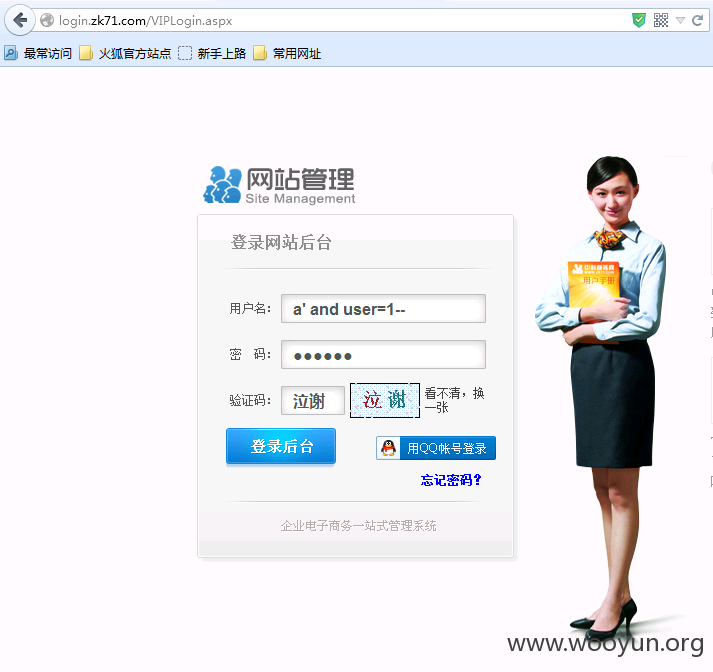 login.zk71.com/VIPLogin.aspx
最常访问 火狐官方站点 新手上路 常用网址
网站管理
Site Management
登录网站后台
用户名： a' and user=1--
密 码： ●●●●●●
验证码： 泣谢 泣谢 看不清，换
一张
登录后台 用QQ帐号登录
忘记密码?
企业电子商务一站式管理系统
用户手册
www.wooyun.org